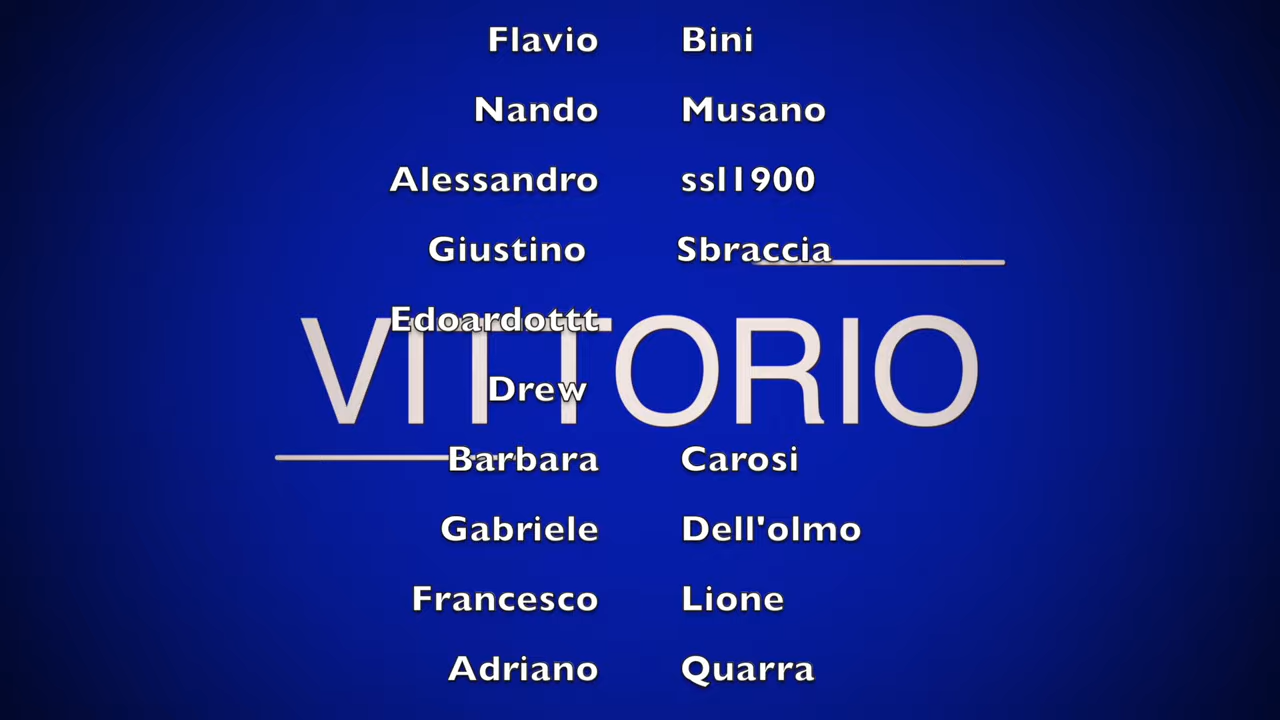 Flavio Bini
Nando Musano
Alessandro ssl1900
Giustino Sbraccia
Edoardottt
VITTORIO
Drew
Barbara Carosi
Gabriele Dell'olmo
Francesco Lione
Adriano Quarra